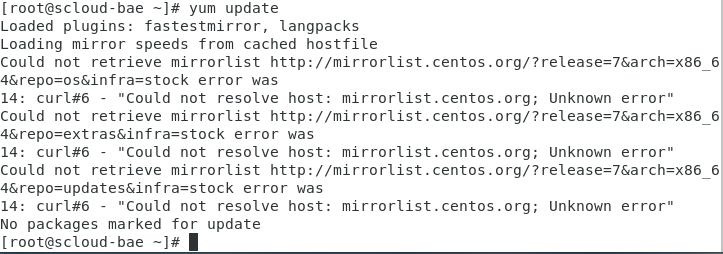 [root@scloud-bae ~]# yum update
Loaded plugins: fastestmirror, langpacks
Loading mirror speeds from cached hostfile
Could not retrieve mirrorlist http://mirrorlist.centos.org/?release=7&arch=x86_6
4&repo=os&infra=stock error was
14: curl#6 - "Could not resolve host: mirrorlist.centos.org; Unknown error"
Could not retrieve mirrorlist http://mirrorlist.centos.org/?release=7&arch=x86_6
4&repo=extras&infra=stock error was
14: curl#6 - "Could not resolve host: mirrorlist.centos.org; Unknown error"
Could not retrieve mirrorlist http://mirrorlist.centos.org/?release=7&arch=x86_6
4&repo=updates&infra=stock error was
14: curl#6 - "Could not resolve host: mirrorlist.centos.org; Unknown error"
No packages marked for update
[root@scloud-bae ~]#